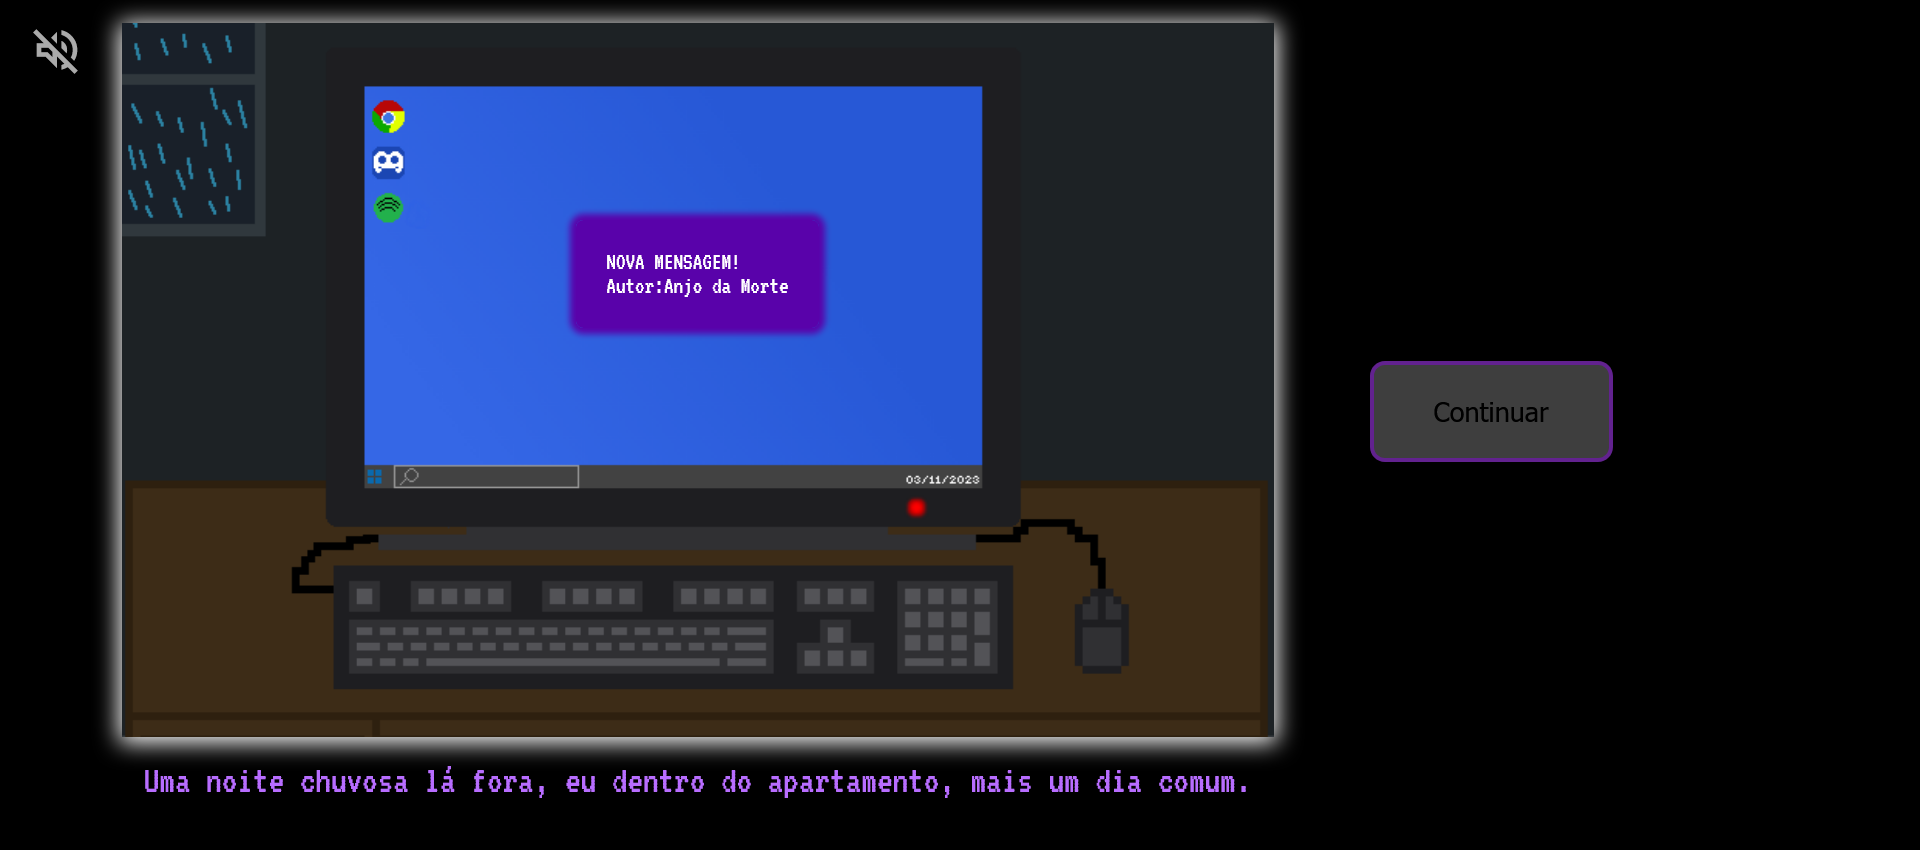 NOVA MENSAGEM!
Autor:Anjo da Morte
03/11/2023
Continuar
Uma noite chuvosa lá fora, eu dentro do apartamento, mais um dia comum.